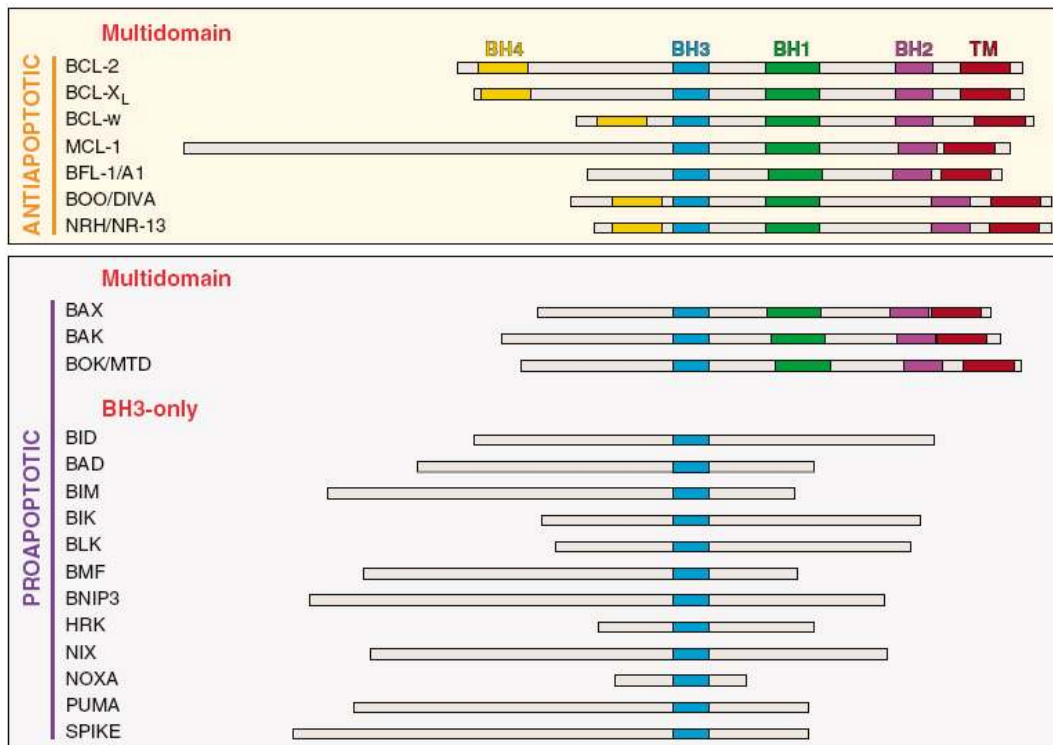 Multidomain
BH4 BH3 BH1 BH2 TM
BCL-2
BCL-XL
BCL-w
MCL-1
BFL-1/A1
BOO/DIVA
NRH/NR-13
ANTIAPOPTOTIC
Multidomain
BAX
BAK
BOK/MTD
BH3-only
BID
BAD
BIM
BIK
BLK
BMF
BNIP3
HRK
NIX
NOXA
PUMA
SPIKE
PROAPOPTOTIC